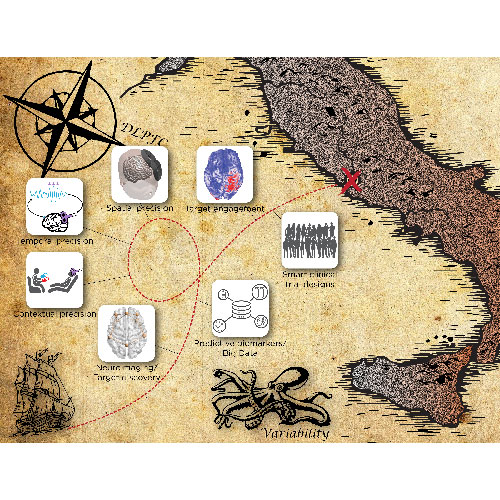 DLPFC
Spatial precision
Target engagement
Temporal precision
Smart clinical
trial designs
Contextual precision
Predictive biomarkers/
Big Data
Neuroimaging/
Target discovery
Variability